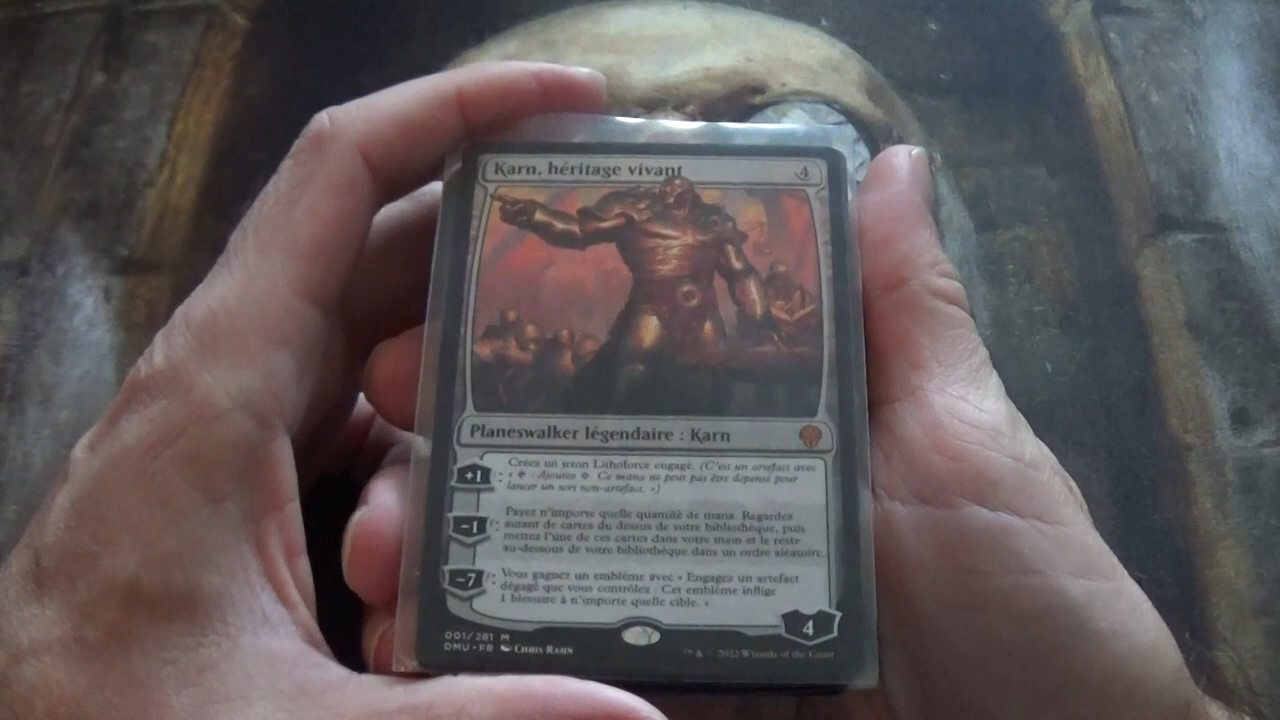 Karn, héritage vivant 4
Planeswalker légendaire : Karn
+1 : Créez un jeton Lithoforce engagé. (C'est un artefact avec
« : Ajoutez . Ce mana ne peut pas être dépensé pour
lancer un sort non-artefact. »)
-1 : Payez n'importe quelle quantité de mana. Regardez
autant de cartes du dessus de votre bibliothèque, puis
mettez l'une de ces cartes dans votre main et le reste
au-dessous de votre bibliothèque dans un ordre aléatoire.
-7 : Vous gagnez un emblème avec « Engagez un artefact
dégagé que vous contrôlez : Cet emblème inflige
1 blessure à n'importe quelle cible. »
4
001/281 M
DMU • FR Chris Rahn
™ & © 2022 Wizards of the Coast